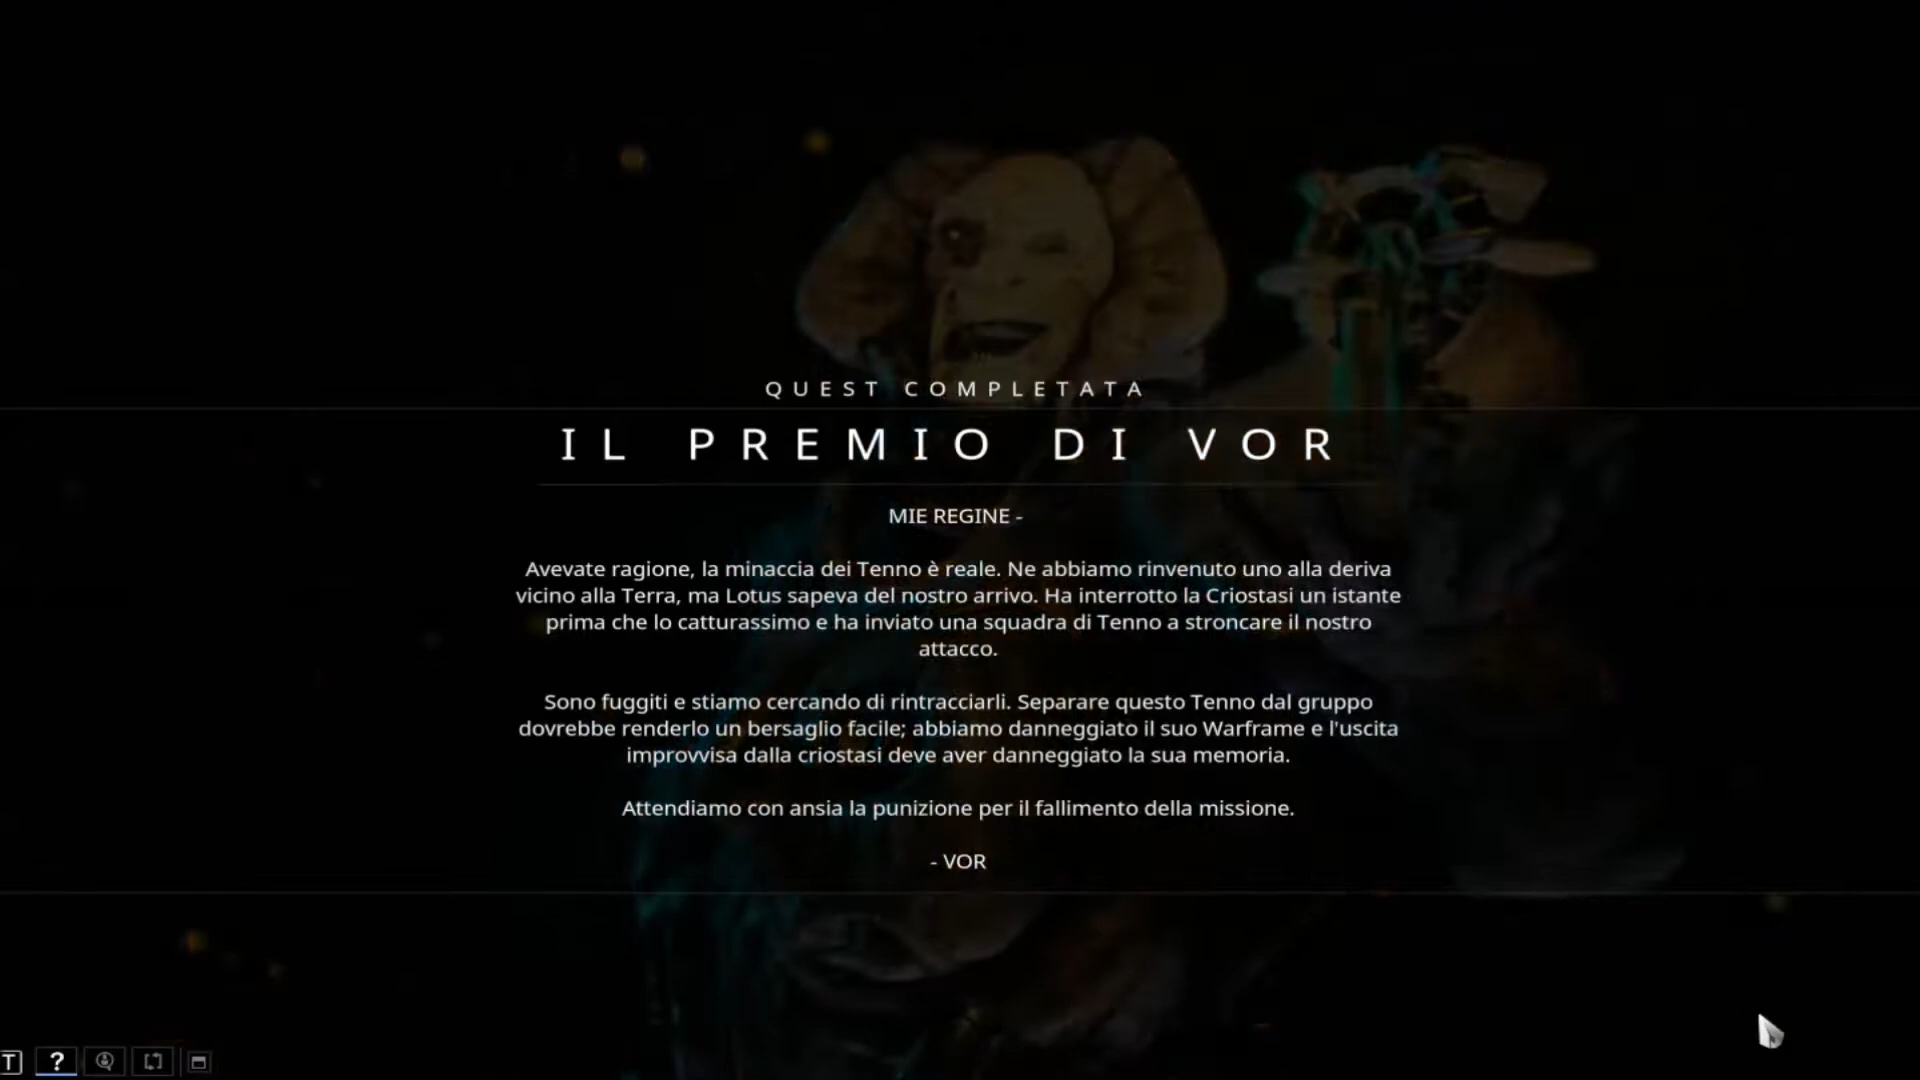 QUEST COMPLETATA
IL PREMIO DI VOR
MIE REGINE -
Avevate ragione, la minaccia dei Tenno è reale. Ne abbiamo rinvenuto uno alla deriva
vicino alla Terra, ma Lotus sapeva del nostro arrivo. Ha interrotto la Criostasi un istante
prima che lo catturassimo e ha inviato una squadra di Tenno a stroncare il nostro
attacco.
Sono fuggiti e stiamo cercando di rintracciarli. Separare questo Tenno dal gruppo
dovrebbe renderlo un bersaglio facile; abbiamo danneggiato il suo Warframe e l'uscita
improvvisa dalla criostasi deve aver danneggiato la sua memoria.
Attendiamo con ansia la punizione per il fallimento della missione.
- VOR
T ?